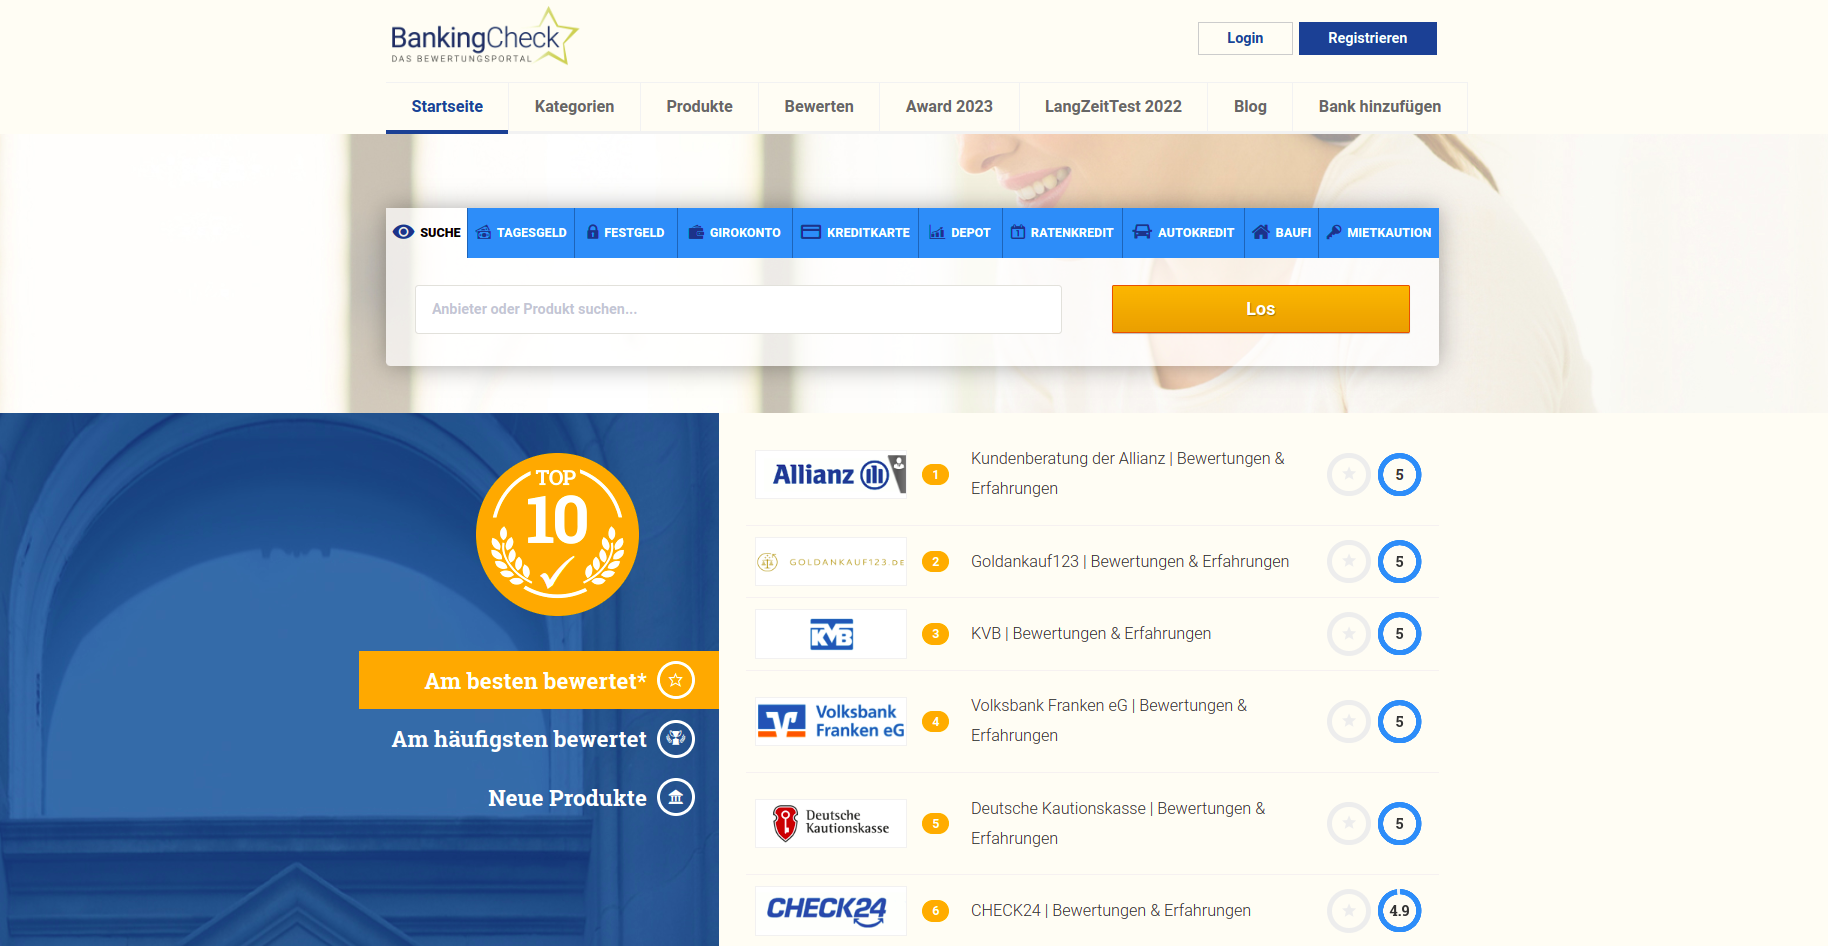 BankingCheck
DAS BEWERTUNGSPORTAL
Login
Registrieren
Startseite
Kategorien
Produkte
Bewerten
Award 2023
LangZeitTest 2022
Blog
Bank hinzufügen
SUCHE
TAGESGELD
FESTGELD
GIROKONTO
KREDITKARTE
DEPOT
RATENKREDIT
AUTOKREDIT
BAUFI
MIETKAUTION
Anbieter oder Produkt suchen...
Los
TOP
10
Am besten bewertet*
Am häufigsten bewertet
Neue Produkte
Allianz
1
Kundenberatung der Allianz | Bewertungen &
Erfahrungen
5
GOLDANKAUF123.DE
2
Goldankauf123 | Bewertungen & Erfahrungen
5
KVB
3
KVB | Bewertungen & Erfahrungen
5
Volksbank
Franken eG
4
Volksbank Franken eG | Bewertungen &
Erfahrungen
5
Deutsche
Kautionskasse
5
Deutsche Kautionskasse | Bewertungen &
Erfahrungen
5
CHECK24
6
CHECK24 | Bewertungen & Erfahrungen
4.9